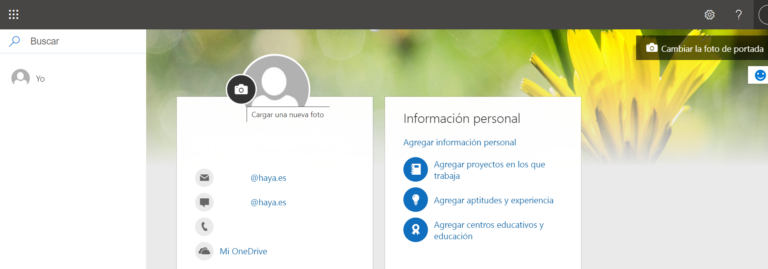 ?
Buscar
Cambiar la foto de portada
Yo
Cargar una nueva foto
@haya.es
@haya.es
Mi OneDrive
Información personal
Agregar información personal
Agregar proyectos en los que
trabaja
Agregar aptitudes y experiencia
Agregar centros educativos y
educación